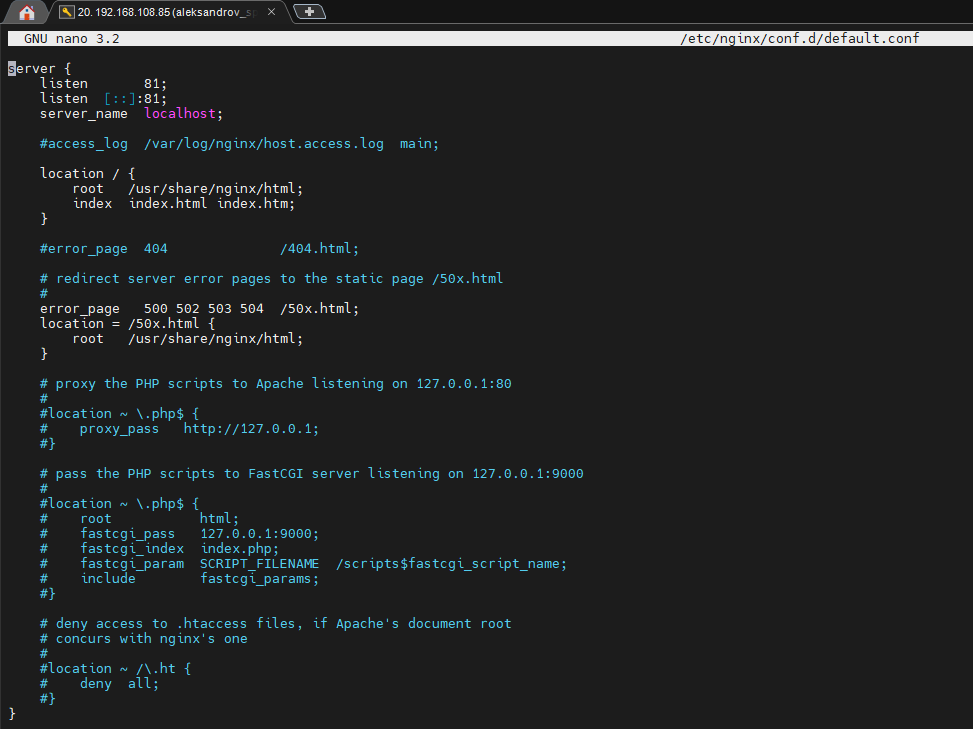 20. 192.168.108.85 (aleksandrov_
GNU nano 3.2 /etc/nginx/conf.d/default.conf
server {
    listen       81;
    listen  [::]:81;
    server_name  localhost;
    #access_log  /var/log/nginx/host.access.log  main;
    location / {
        root   /usr/share/nginx/html;
        index  index.html index.htm;
    }
    #error_page  404              /404.html;
    # redirect server error pages to the static page /50x.html
    #
    error_page   500 502 503 504  /50x.html;
    location = /50x.html {
        root   /usr/share/nginx/html;
    }
    # proxy the PHP scripts to Apache listening on 127.0.0.1:80
    #
    #location ~ \.php$ {
    #    proxy_pass   http://127.0.0.1;
    #}
    # pass the PHP scripts to FastCGI server listening on 127.0.0.1:9000
    #
    #location ~ \.php$ {
    #    root           html;
    #    fastcgi_pass   127.0.0.1:9000;
    #    fastcgi_index  index.php;
    #    fastcgi_param  SCRIPT_FILENAME  /scripts$fastcgi_script_name;
    #    include        fastcgi_params;
    #}
    # deny access to .htaccess files, if Apache's document root
    # concurs with nginx's one
    #
    #location ~ /\.ht {
    #    deny  all;
    #}
}